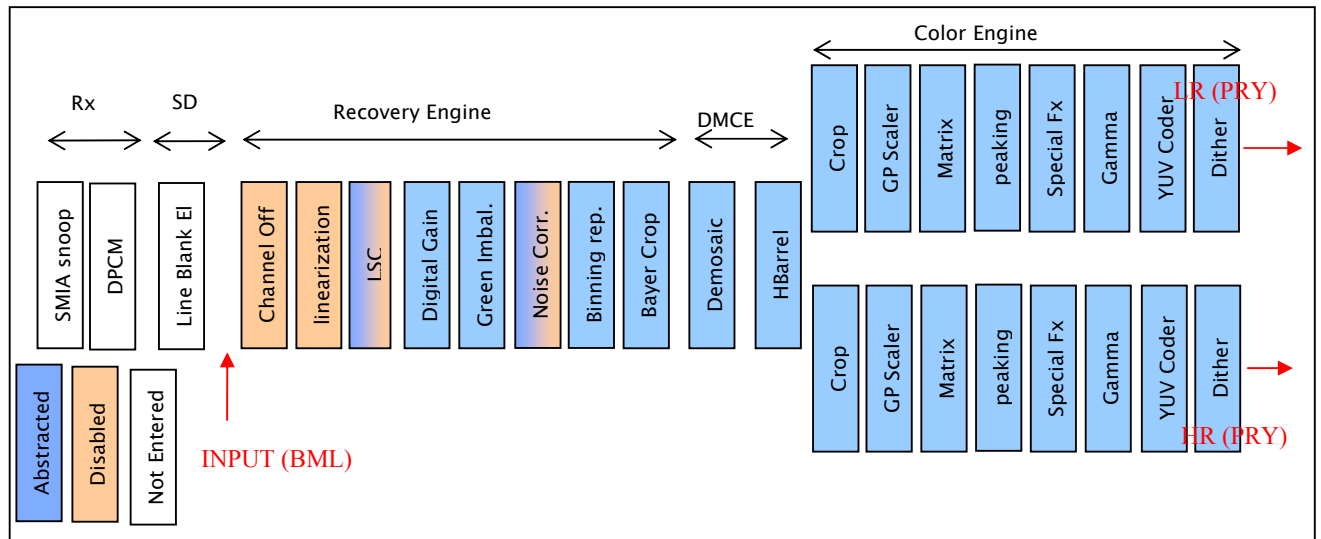 Color Engine
Rx
SD
Recovery Engine
DMCE
LR (PRY)
SMIA snoop
DPCM
Line Blank El
Channel Off
linearization
LSC
Digital Gain
Green Imbal.
Noise Corr.
Binning rep.
Bayer Crop
Demosaic
HBarrel
Crop
GP Scaler
Matrix
peaking
Special Fx
Gamma
YUV Coder
Dither
Crop
GP Scaler
Matrix
peaking
Special Fx
Gamma
YUV Coder
Dither
HR (PRY)
INPUT (BML)
Abstracted
Disabled
Not Entered